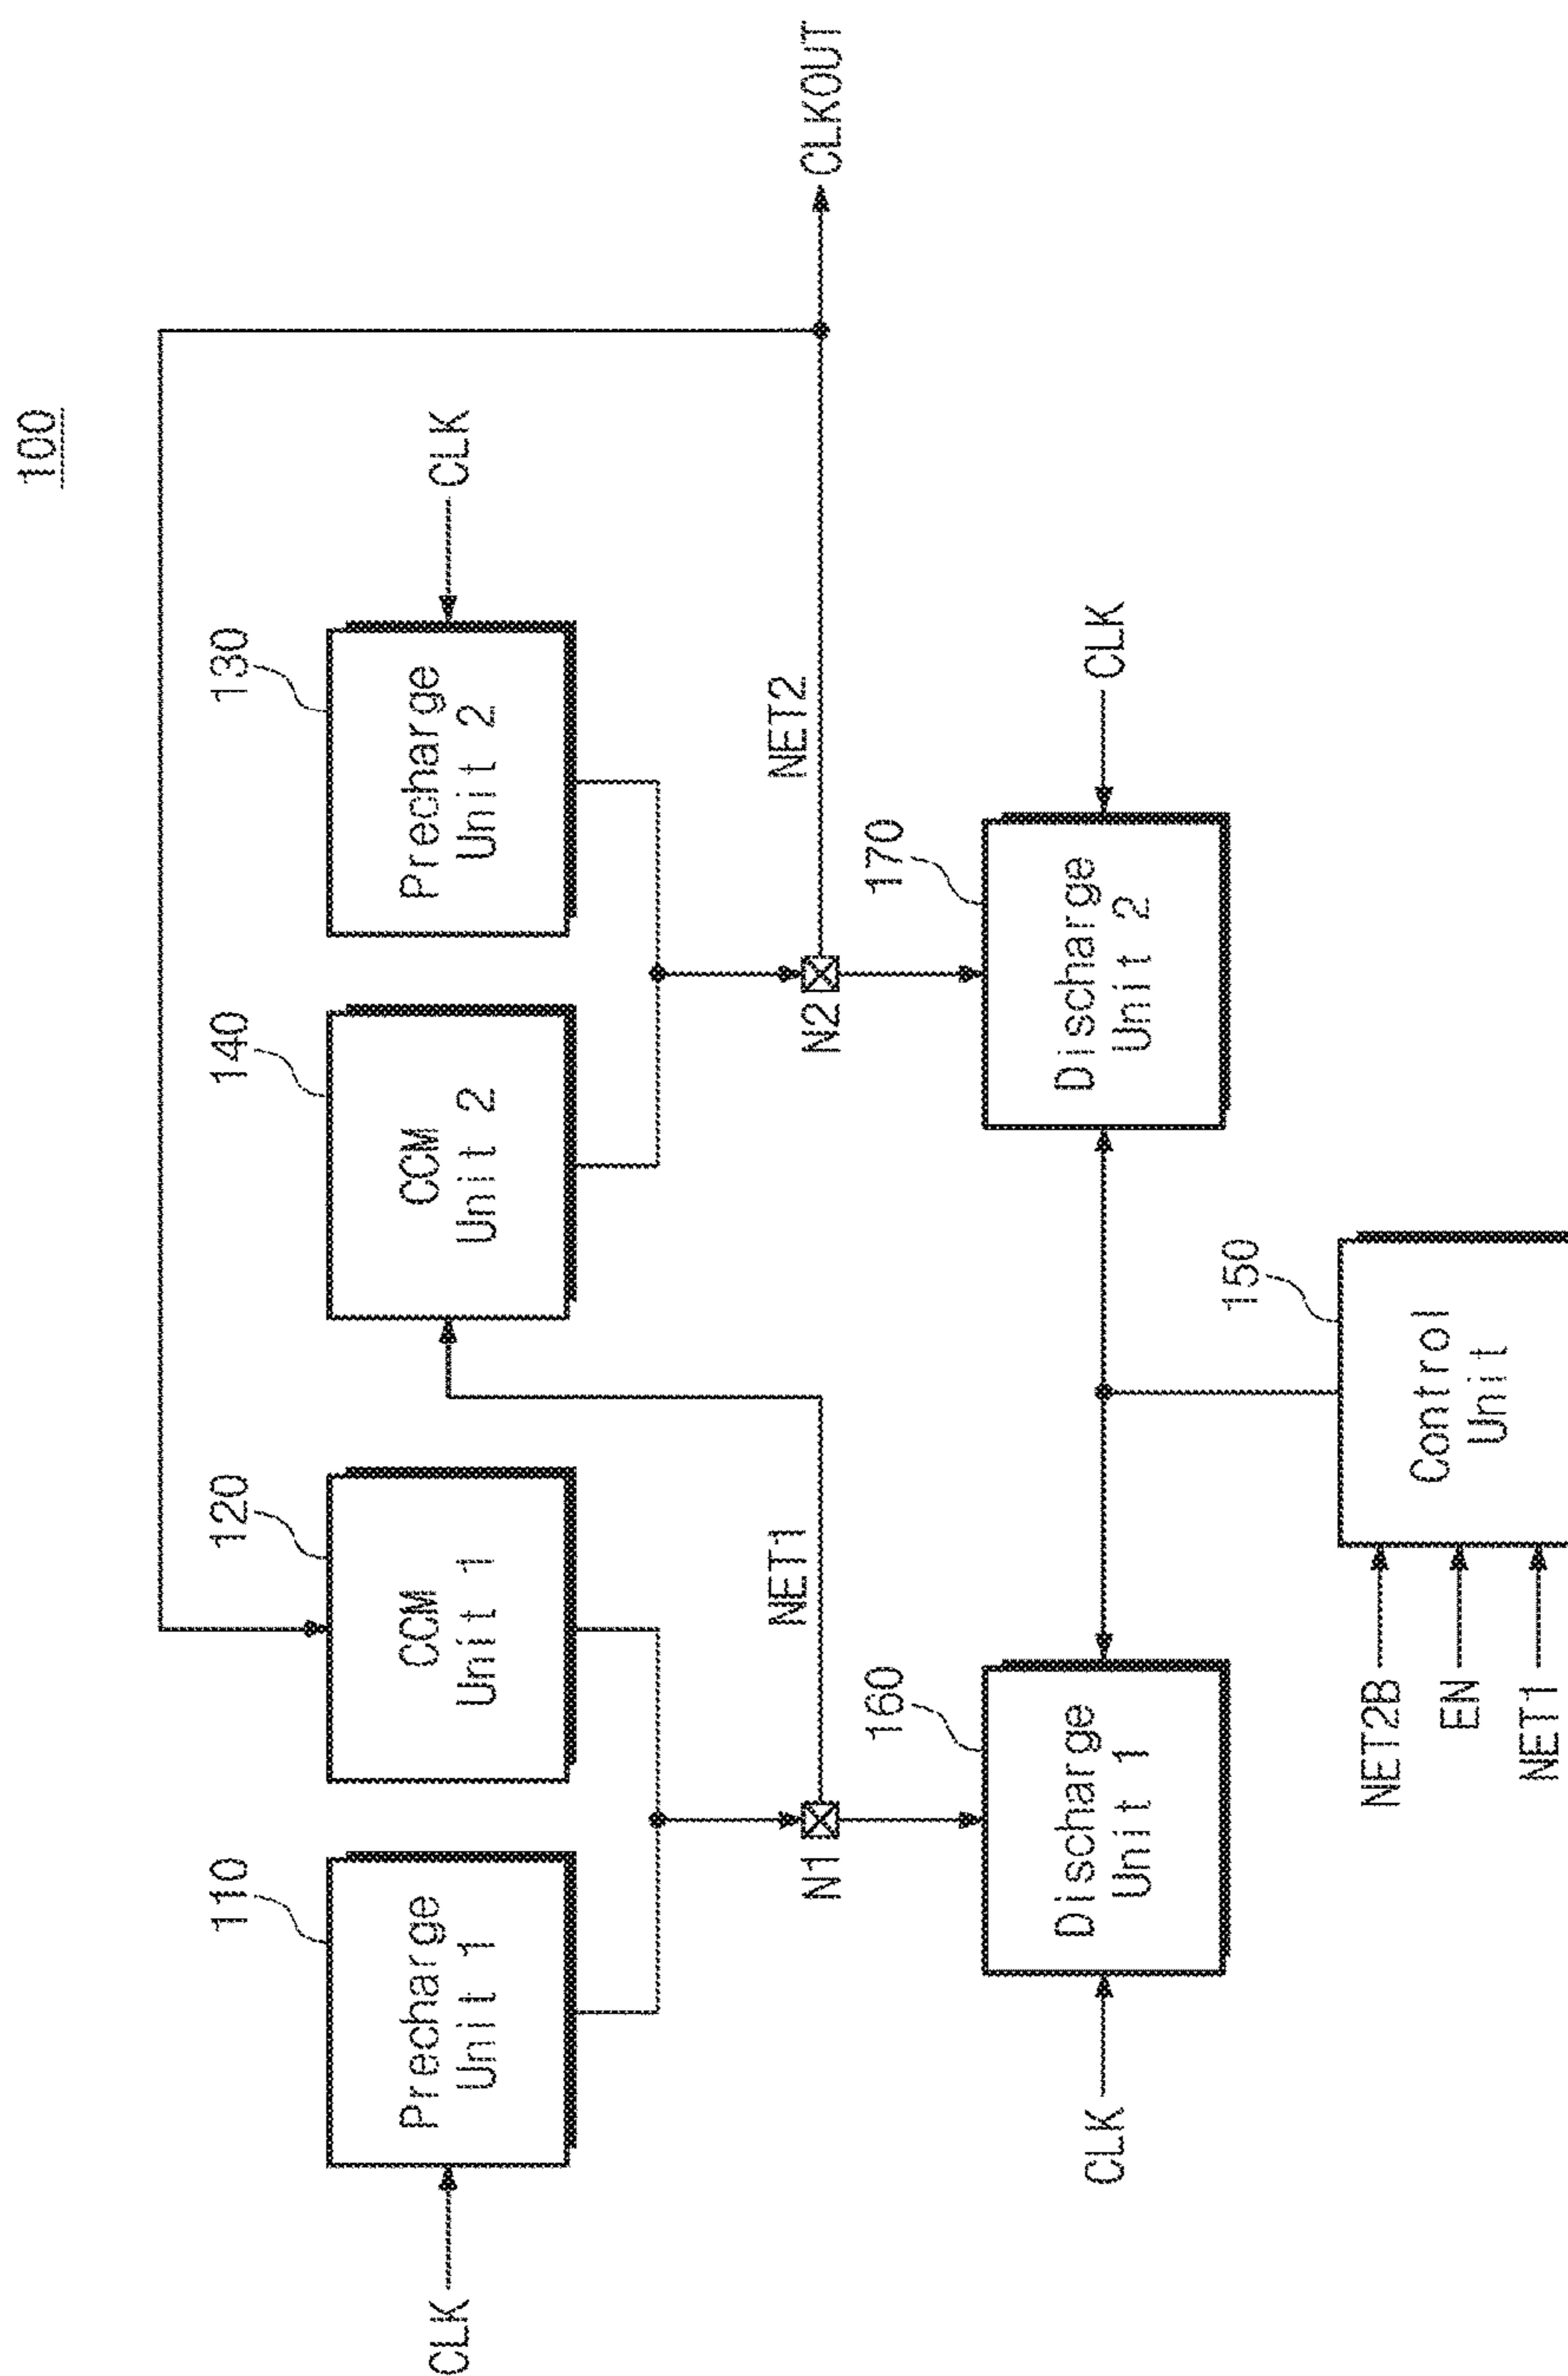 100
110
120
140
130
CLK
Precharge
Unit 1
CCM
Unit 1
CCM
Unit 2
Precharge
Unit 2
CLK
NET1
NET2
N1
N2
CLKOUT
160
170
CLK
Discharge
Unit 1
Discharge
Unit 2
CLK
150
NET2B
EN
NET1
Control
Unit